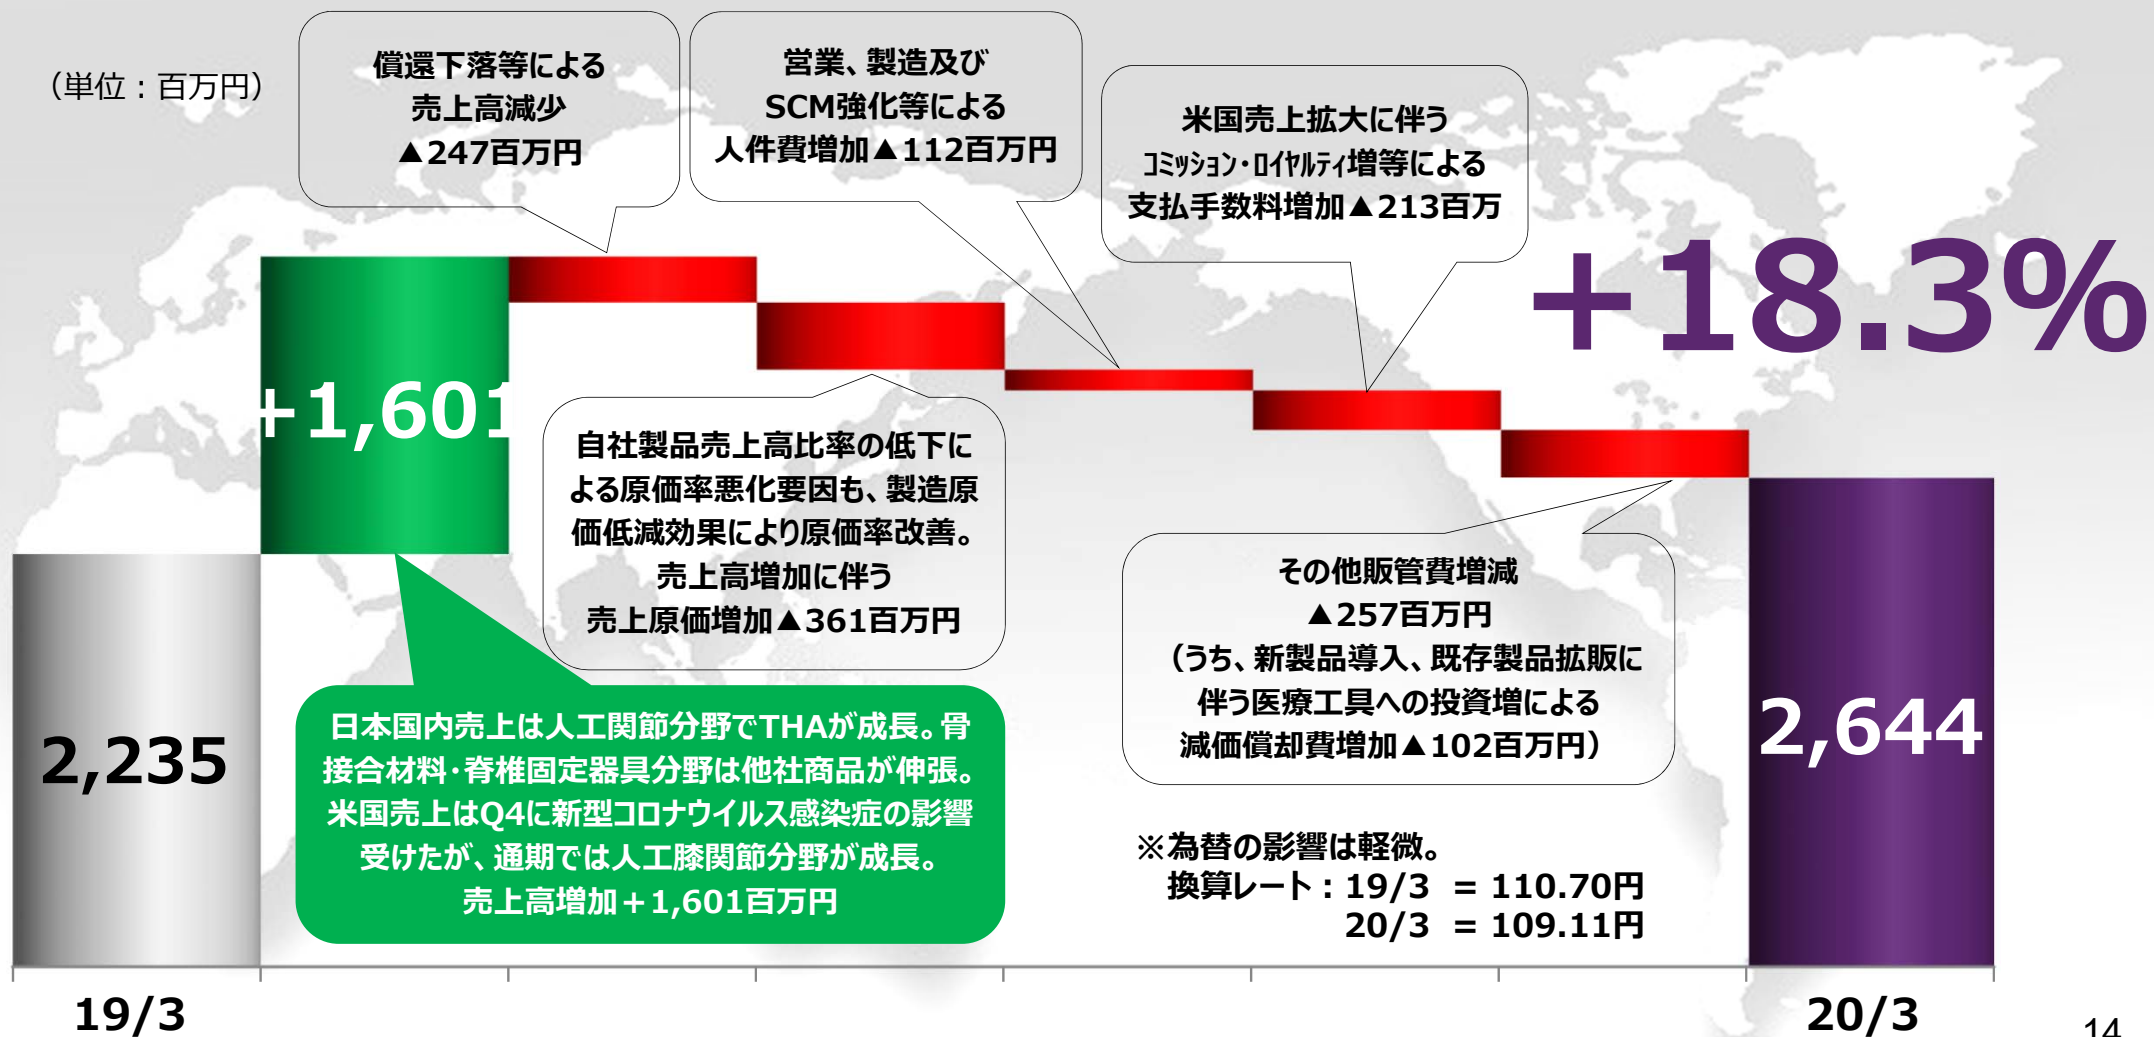 （単位：百万円）
償還下落等による
売上高減少
▲247百万円
営業、製造及び
SCM強化等による
人件費増加▲112百万円
米国売上拡大に伴う
ｺﾐｯｼｮﾝ･ﾛｲﾔﾙﾃｨ増等による
支払手数料増加▲213百万
+18.3%
+1,601
自社製品売上高比率の低下に
よる原価率悪化要因も、製造原
価低減効果により原価率改善。
売上高増加に伴う
売上原価増加▲361百万円
その他販管費増減
▲257百万円
（うち、新製品導入、既存製品拡販に
伴う医療工具への投資増による
減価償却費増加▲102百万円）
2,235
日本国内売上は人工関節分野でTHAが成長。骨
接合材料･脊椎固定器具分野は他社商品が伸張。
米国売上はQ4に新型コロナウイルス感染症の影響
受けたが、通期では人工膝関節分野が成長。
売上高増加＋1,601百万円
2,644
※為替の影響は軽微。
換算レート：19/3 = 110.70円
20/3 = 109.11円
19/3
20/3
14